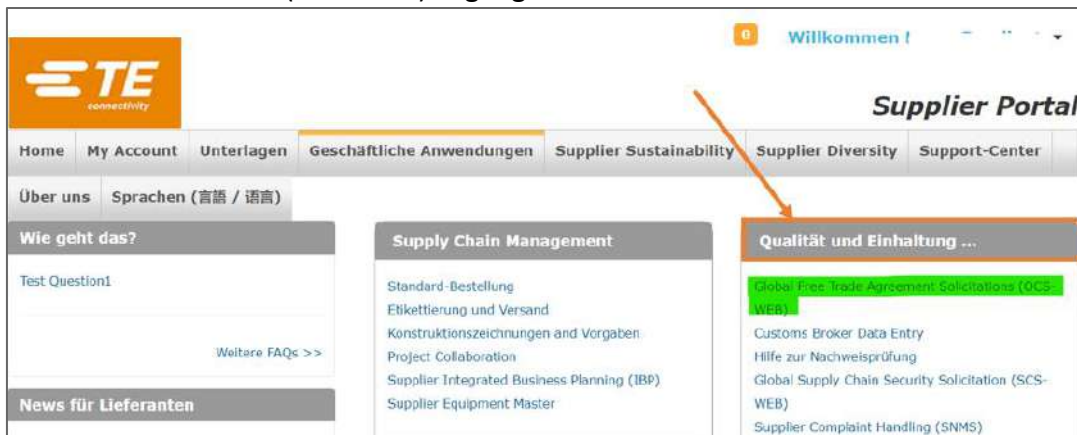 0 Willkommen !
TE
connectivity
Supplier Portal
Home My Account Unterlagen Geschäftliche Anwendungen Supplier Sustainability Supplier Diversity Support-Center
Über uns Sprachen (言語 / 语言)
Wie geht das?
Test Question1
Weitere FAQs >>
News für Lieferanten
Supply Chain Management
Standard-Bestellung
Etikettierung und Versand
Konstruktionszeichnungen and Vorgaben
Project Collaboration
Supplier Integrated Business Planning (IBP)
Supplier Equipment Master
Qualität und Einhaltung ...
Global Free Trade Agreement Solicitations (OCS-
WEB)
Customs Broker Data Entry
Hilfe zur Nachweisprüfung
Global Supply Chain Security Solicitation (SCS-
WEB)
Supplier Complaint Handling (SNMS)